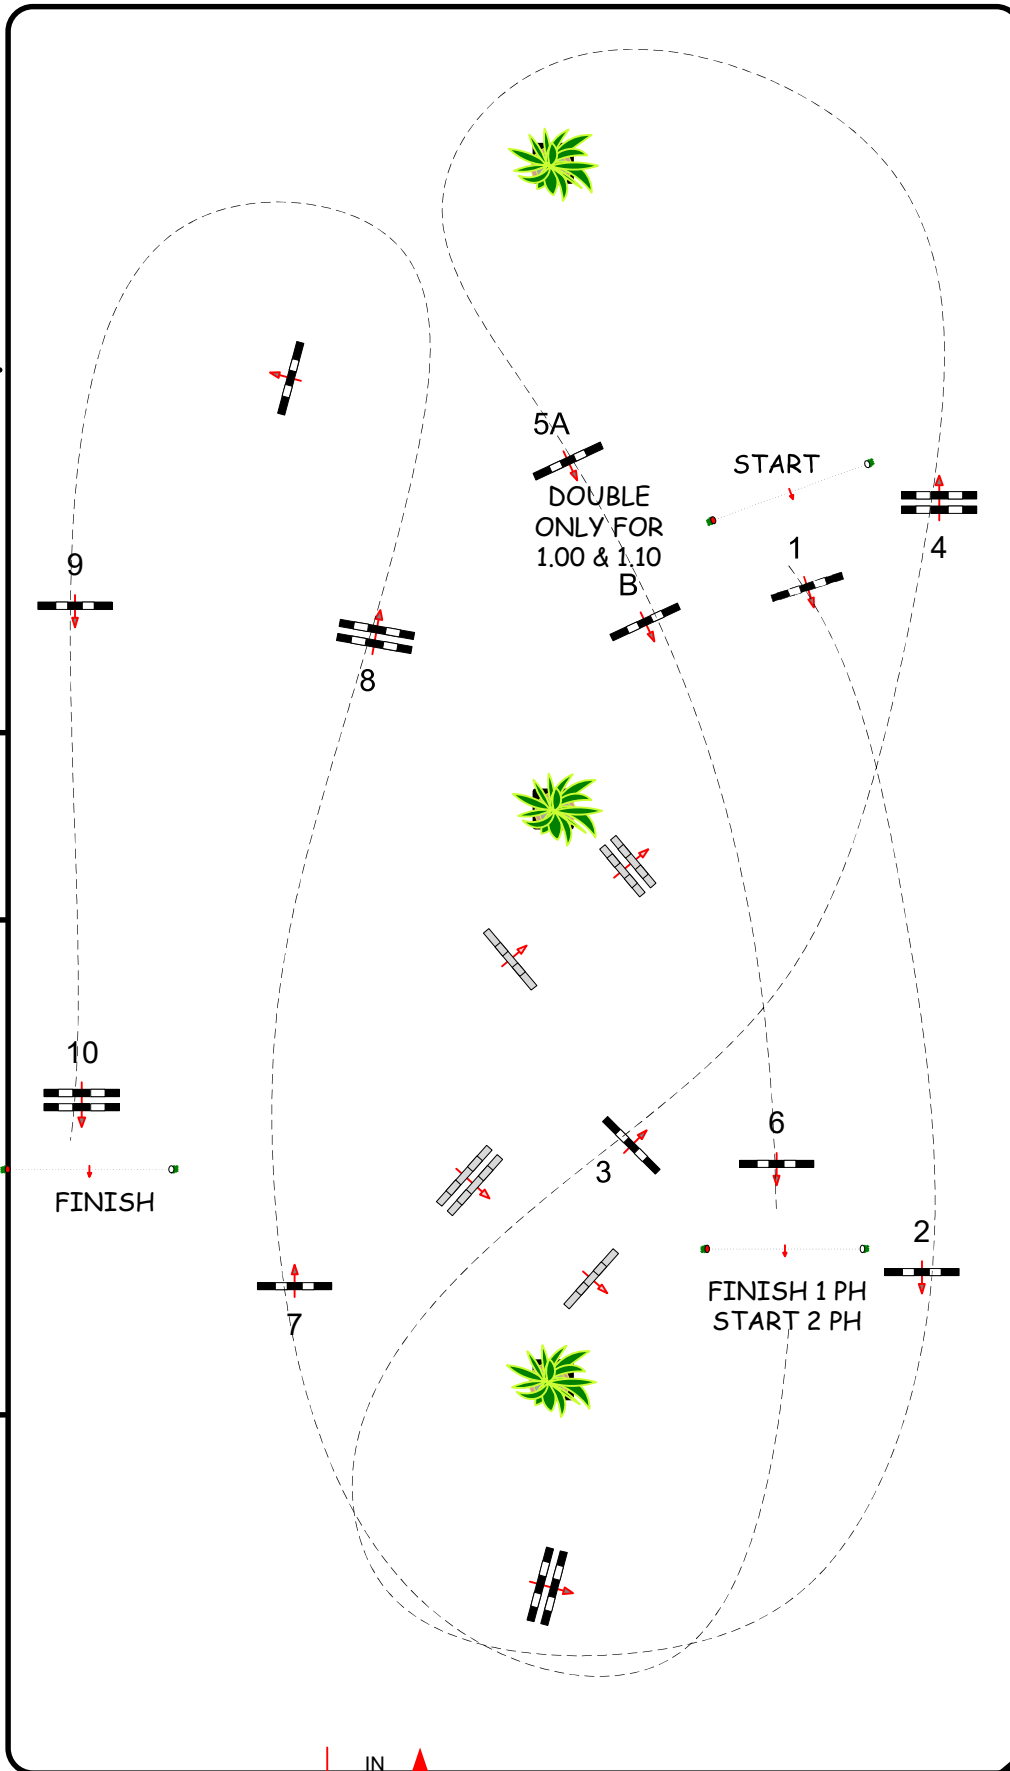 5A
START
DOUBLE
ONLY FOR
1.00 & 1.10
1
4
9
B
8
10
6
3
FINISH
2
FINISH 1 PH
START 2 PH
7
IN